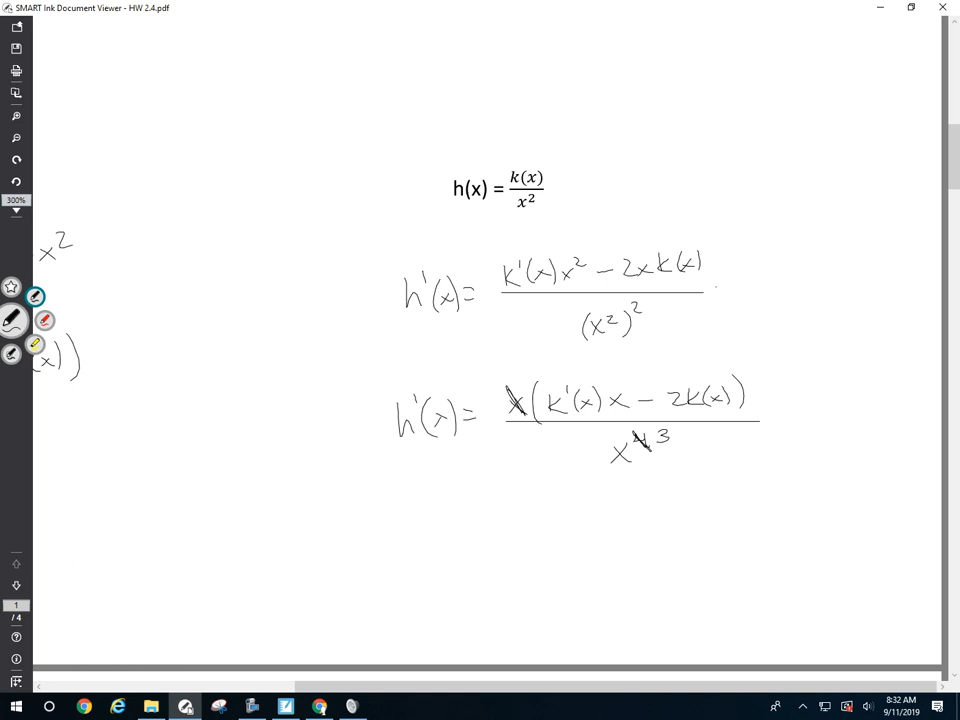 SMART Ink Document Viewer - HW 2.4.pdf
300%
h(x) = k(x)/x²
x²
h'(x) = k'(x)x² - 2xk(x)/(x²)²
x))
h'(x) = x(k'(x)x - 2k(x))/x⁴ ³
1
/ 4
8:32 AM
9/11/2019